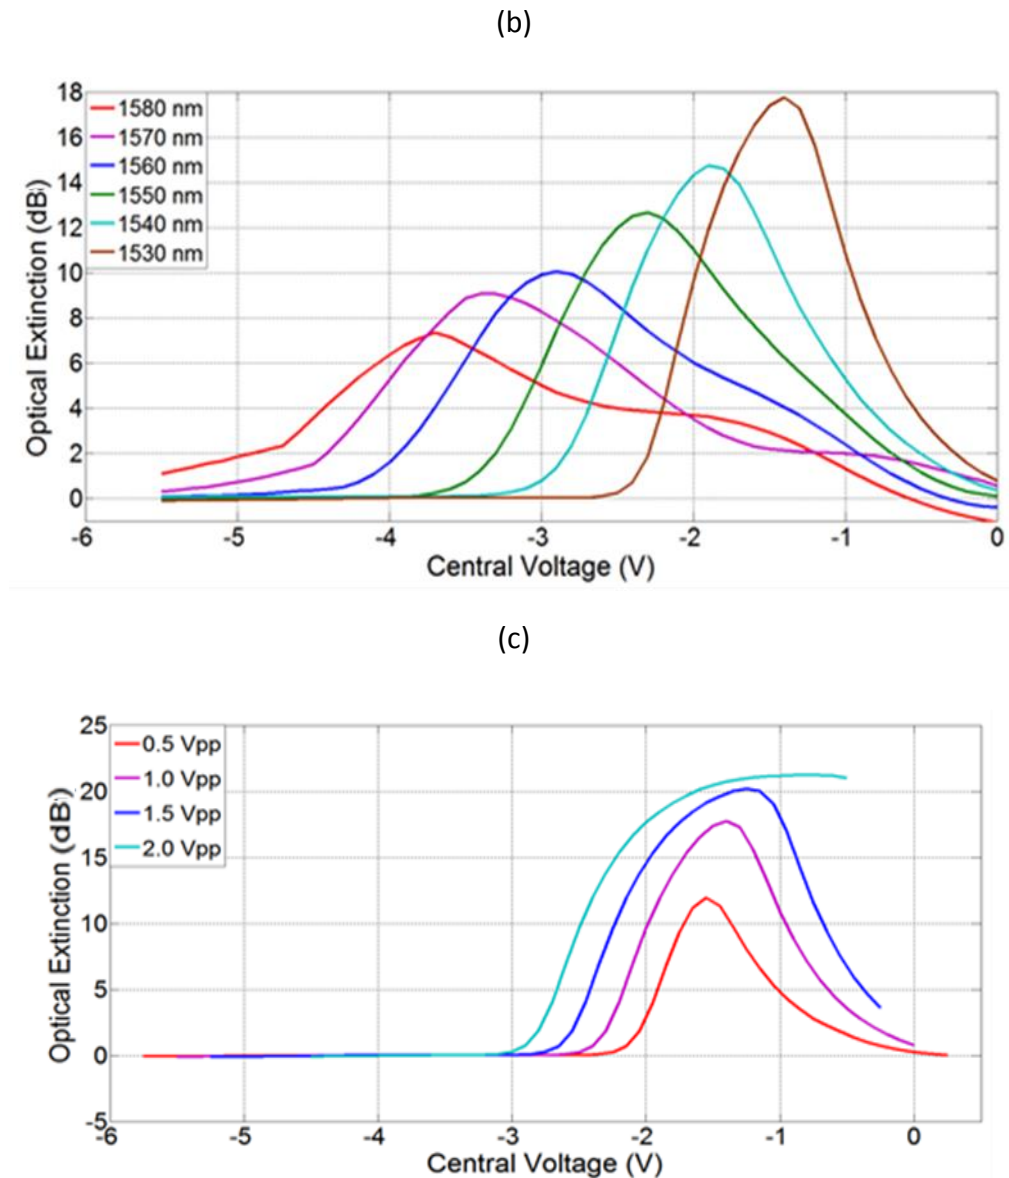 (b)
18
16
14
12
10
8
6
4
2
0
1580 nm
1570 nm
1560 nm
1550 nm
1540 nm
1530 nm
Optical Extinction (dB)
-6 -5 -4 -3 -2 -1 0
Central Voltage (V)
(c)
25
20
15
10
5
0
-5
0.5 Vpp
1.0 Vpp
1.5 Vpp
2.0 Vpp
Optical Extinction (dB)
-6 -5 -4 -3 -2 -1 0
Central Voltage (V)